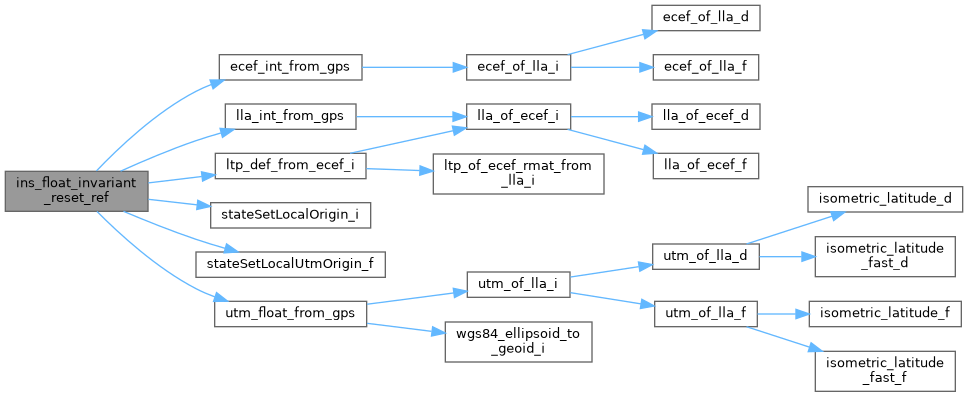 ins_float_invariant
_reset_ref
ecef_int_from_gps
lla_int_from_gps
ltp_def_from_ecef_i
stateSetLocalOrigin_i
stateSetLocalUtmOrigin_f
utm_float_from_gps
ecef_of_lla_i
lla_of_ecef_i
ltp_of_ecef_rmat_from
_lla_i
utm_of_lla_i
wgs84_ellipsoid_to
_geoid_i
ecef_of_lla_d
ecef_of_lla_f
lla_of_ecef_d
lla_of_ecef_f
utm_of_lla_d
utm_of_lla_f
isometric_latitude_d
isometric_latitude
_fast_d
isometric_latitude_f
isometric_latitude
_fast_f